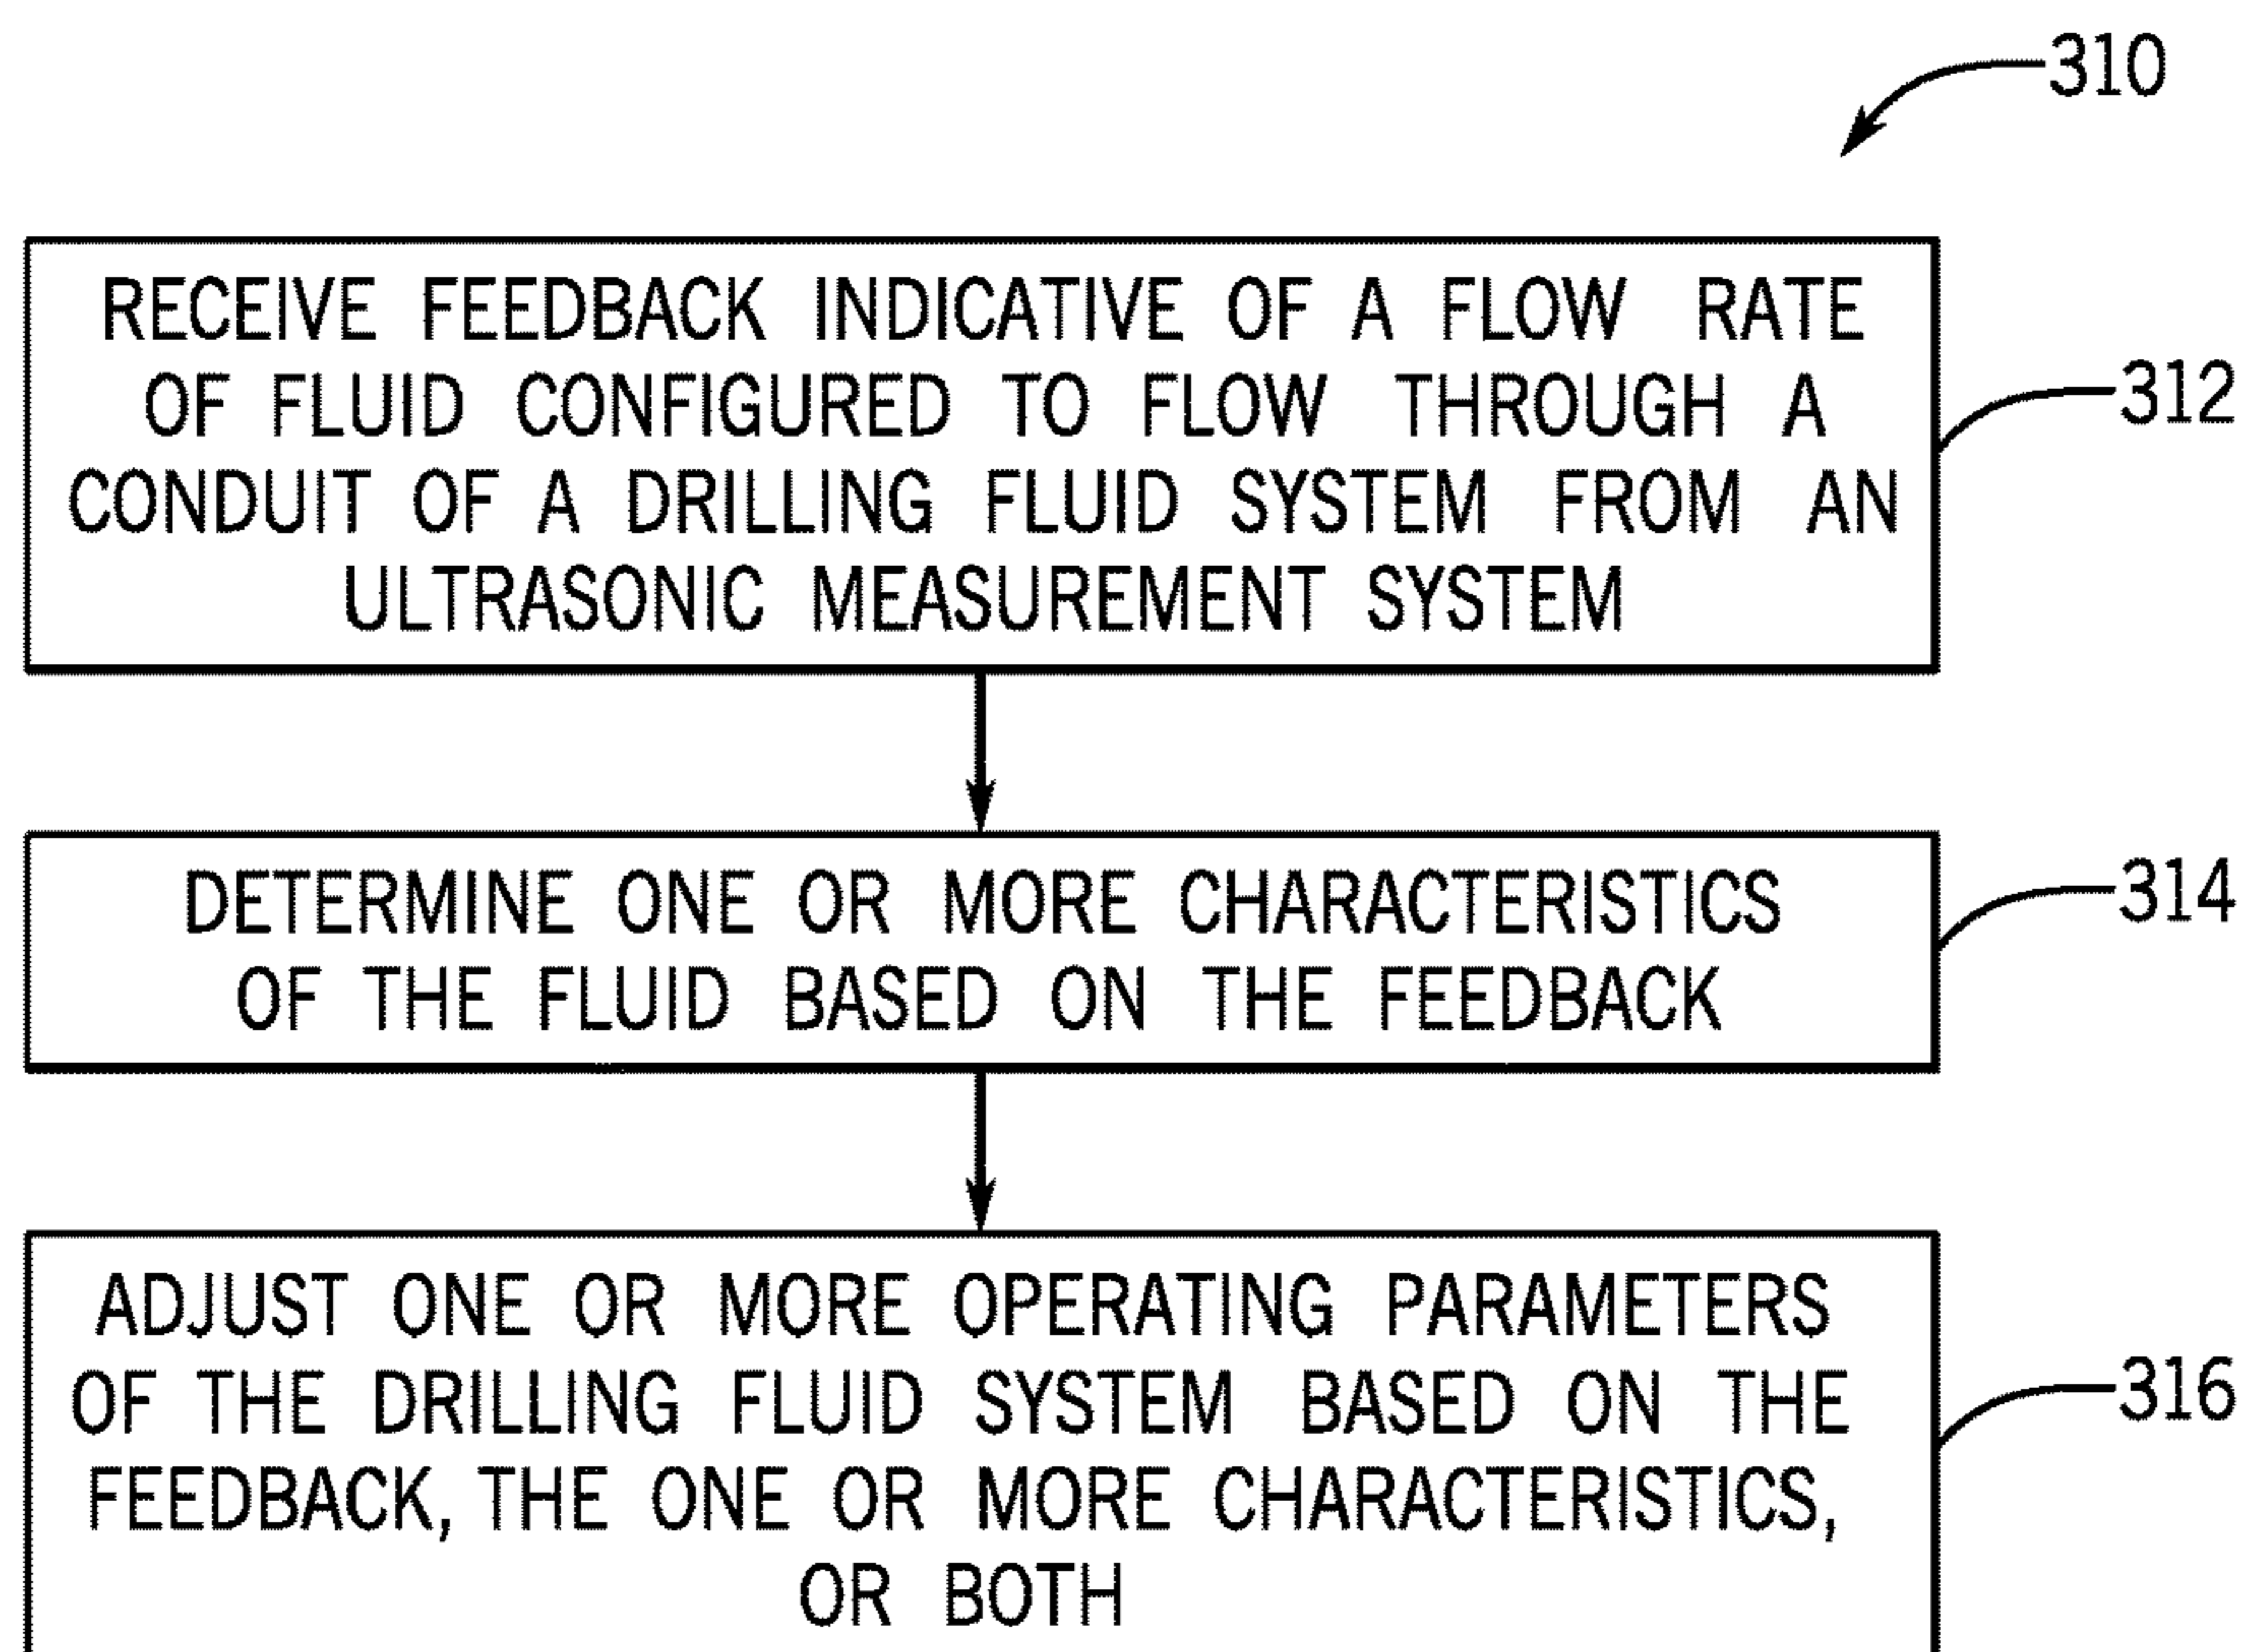 310
RECEIVE FEEDBACK INDICATIVE OF A FLOW RATE
OF FLUID CONFIGURED TO FLOW THROUGH A
CONDUIT OF A DRILLING FLUID SYSTEM FROM AN
ULTRASONIC MEASUREMENT SYSTEM
312
DETERMINE ONE OR MORE CHARACTERISTICS
OF THE FLUID BASED ON THE FEEDBACK
314
ADJUST ONE OR MORE OPERATING PARAMETERS
OF THE DRILLING FLUID SYSTEM BASED ON THE
FEEDBACK, THE ONE OR MORE CHARACTERISTICS,
OR BOTH
316